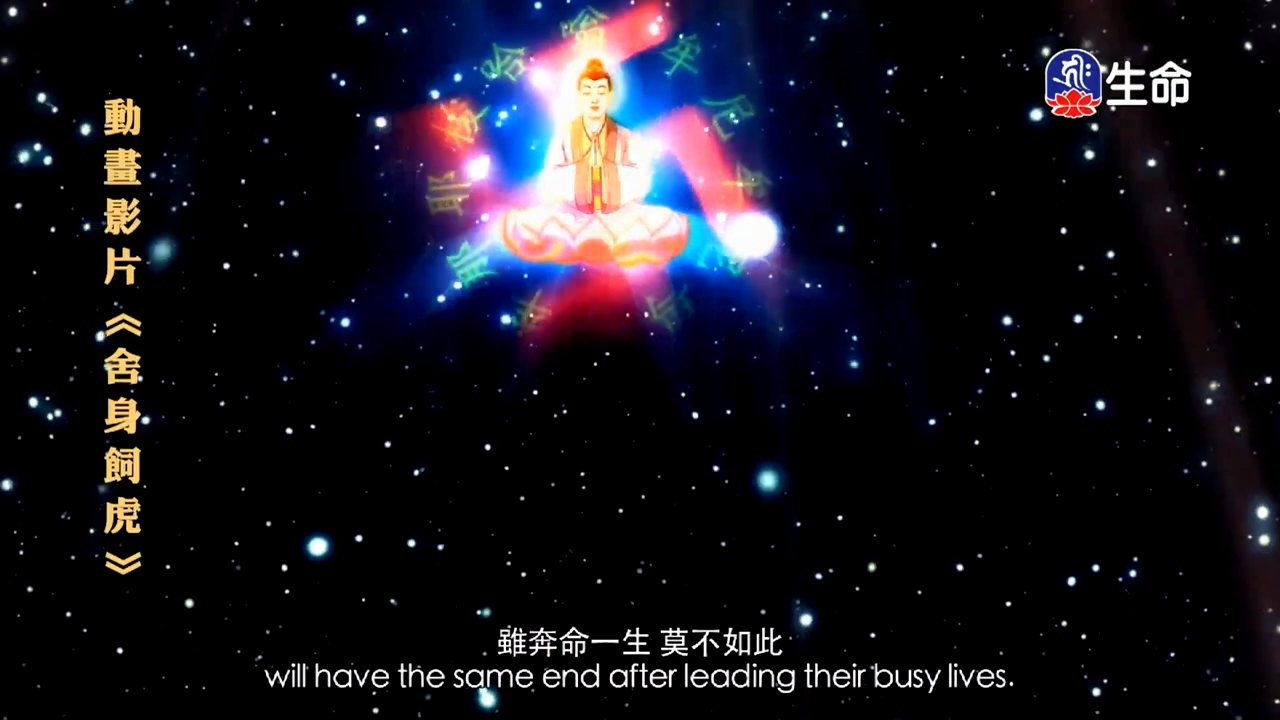 動畫影片《舍身飼虎》
生命
雖奔命一生 莫不如此
will have the same end after leading their busy lives.